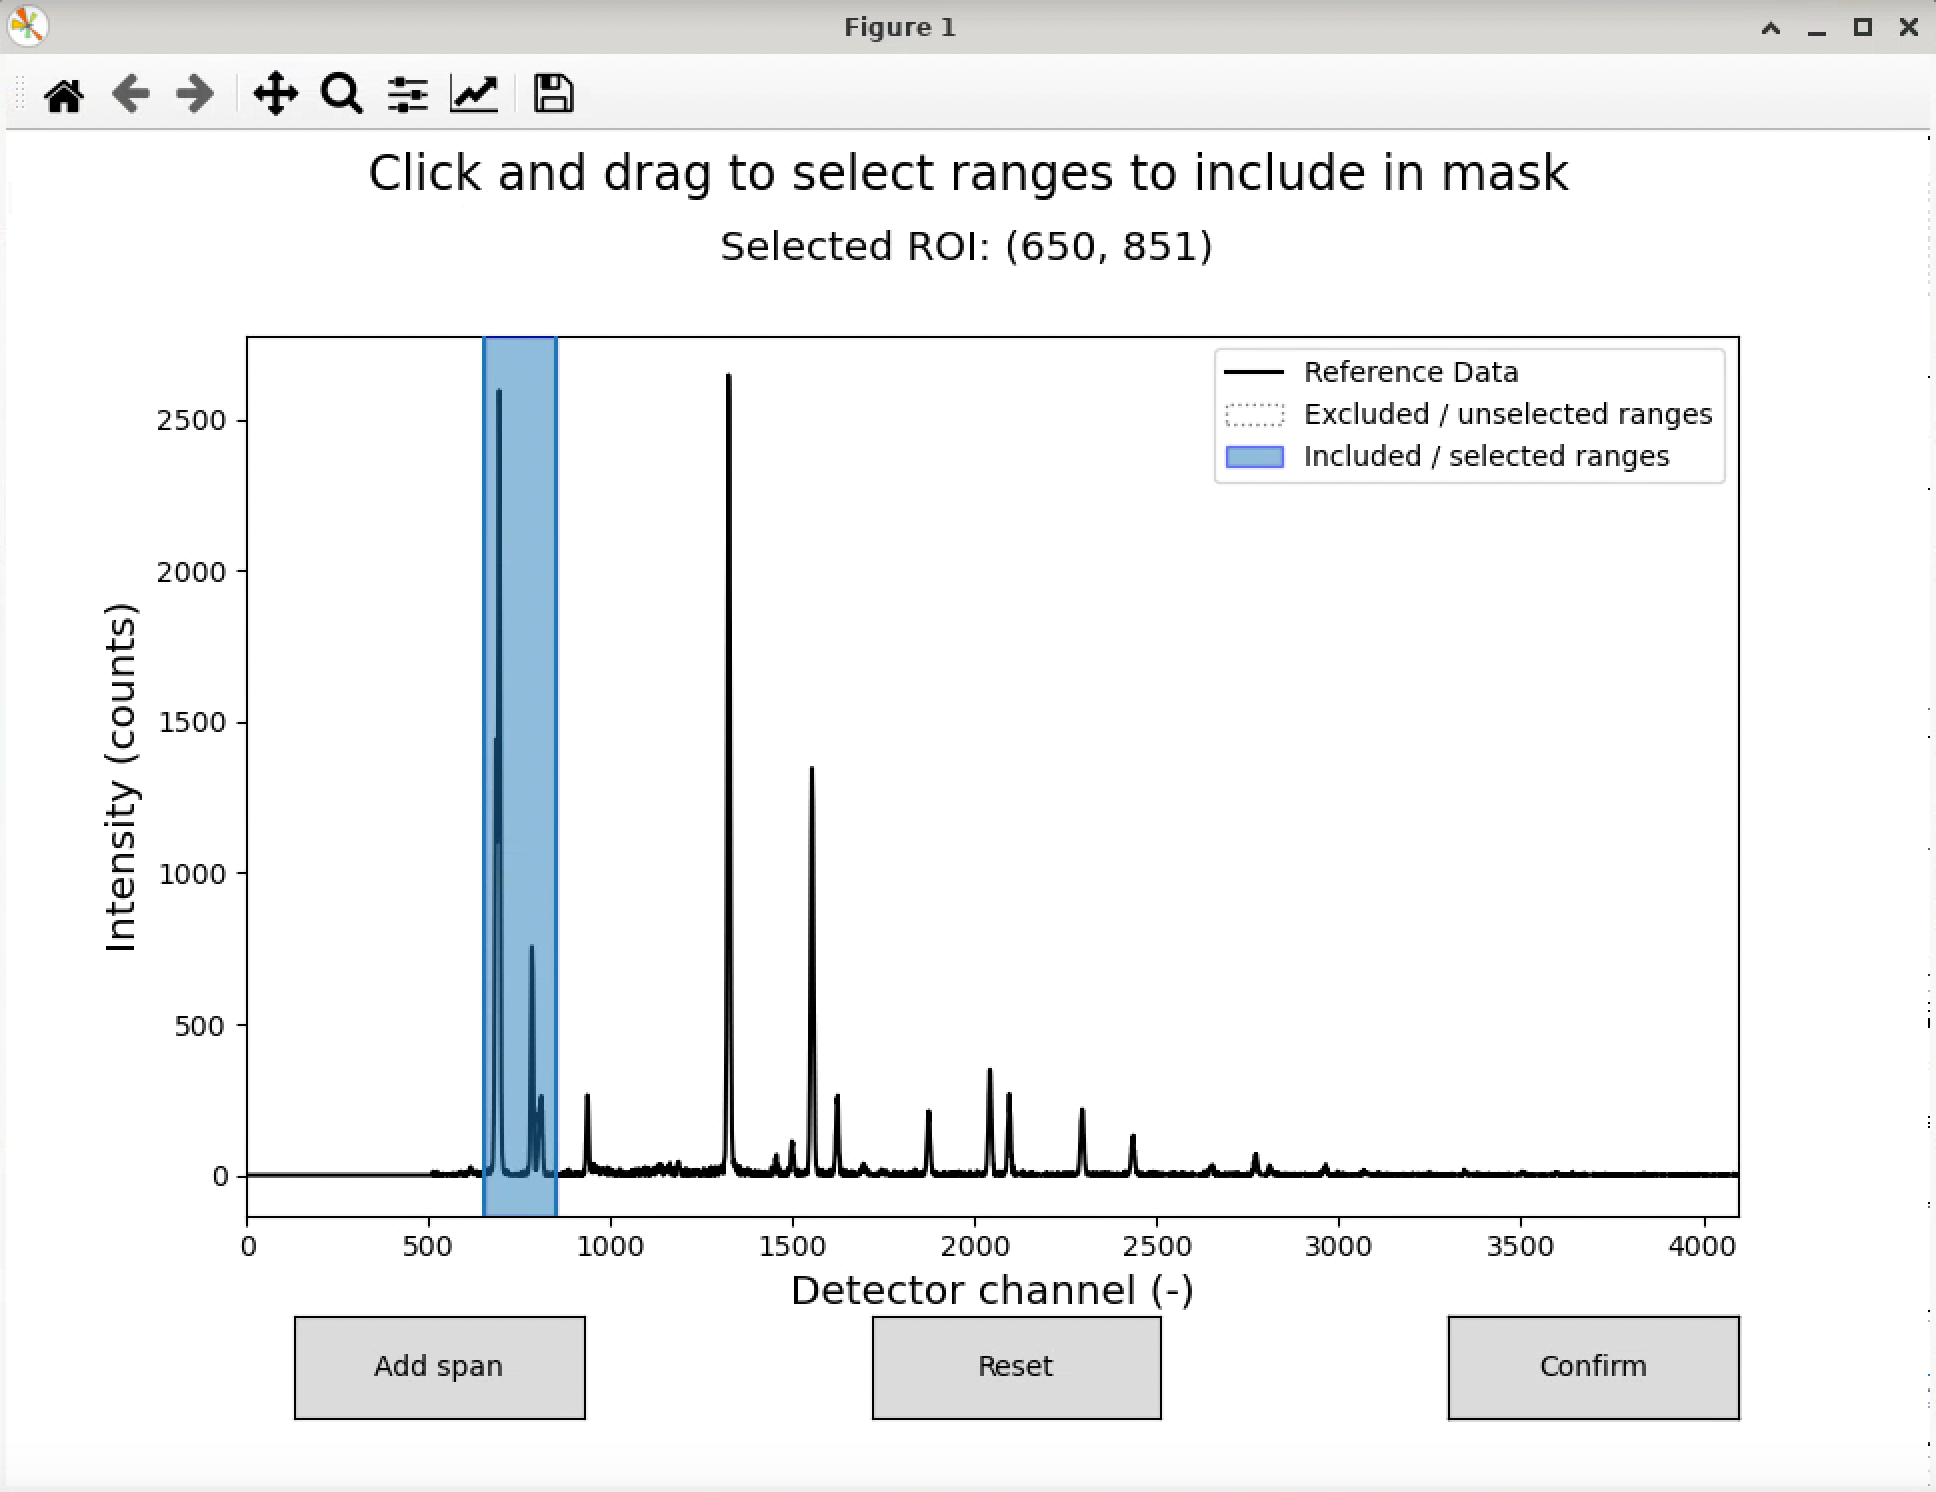 Figure 1
Click and drag to select ranges to include in mask
Selected ROI: (650, 851)
Reference Data
Excluded / unselected ranges
Included / selected ranges
Intensity (counts)
2500
2000
1500
1000
500
0
0 500 1000 1500 2000 2500 3000 3500 4000
Detector channel (-)
Add span Reset Confirm